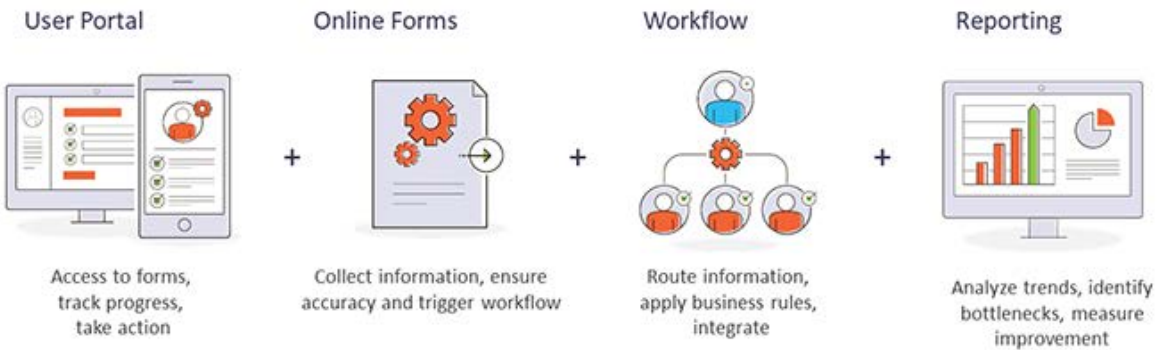 User Portal
Online Forms
Workflow
Reporting
+
+
+
Access to forms,
track progress,
take action
Collect information, ensure
accuracy and trigger workflow
Route information,
apply business rules,
integrate
Analyze trends, identify
bottlenecks, measure
improvement